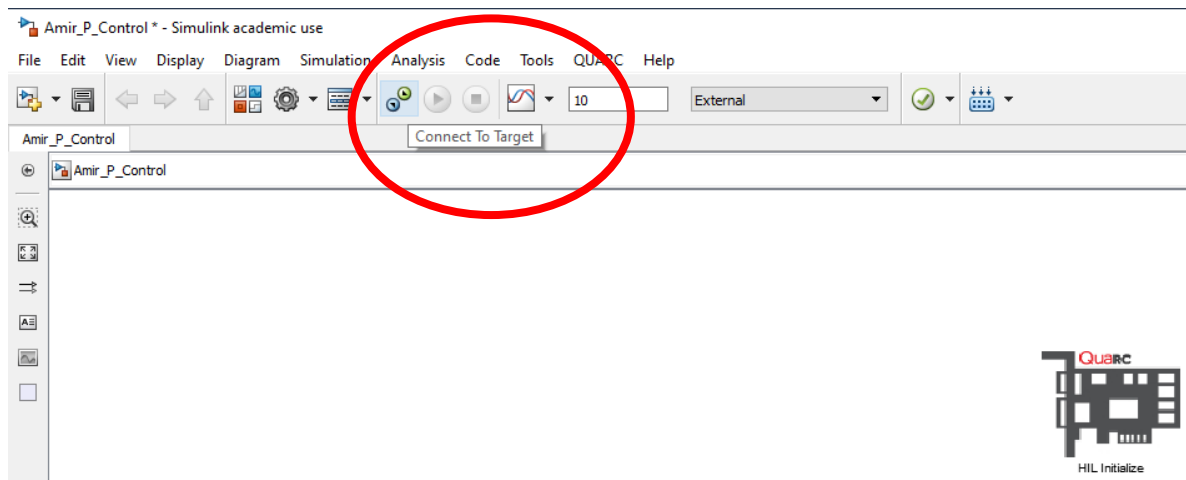 Amir_P_Control * - Simulink academic use
File Edit View Display Diagram Simulation Analysis Code Tools QUARC Help
10 External
Connect To Target
Amir_P_Control
Amir_P_Control
QUARC
HIL Initialize